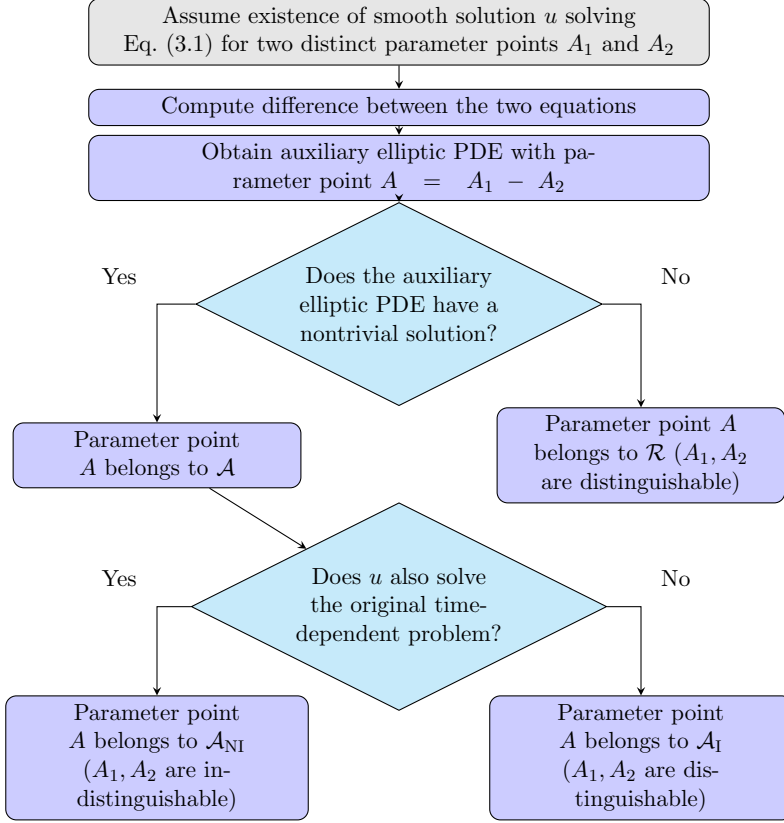 Assume existence of smooth solution u solving
Eq. (3.1) for two distinct parameter points A₁ and A₂
Compute difference between the two equations
Obtain auxiliary elliptic PDE with pa-
rameter point A = A₁ − A₂
Does the auxiliary
elliptic PDE have a
nontrivial solution?
Yes
No
Parameter point
A belongs to 𝒜
Parameter point A
belongs to ℛ (A₁, A₂
are distinguishable)
Does u also solve
the original time-
dependent problem?
Yes
No
Parameter point
A belongs to 𝒜_NI
(A₁, A₂ are in-
distinguishable)
Parameter point
A belongs to 𝒜_I
(A₁, A₂ are dis-
tinguishable)